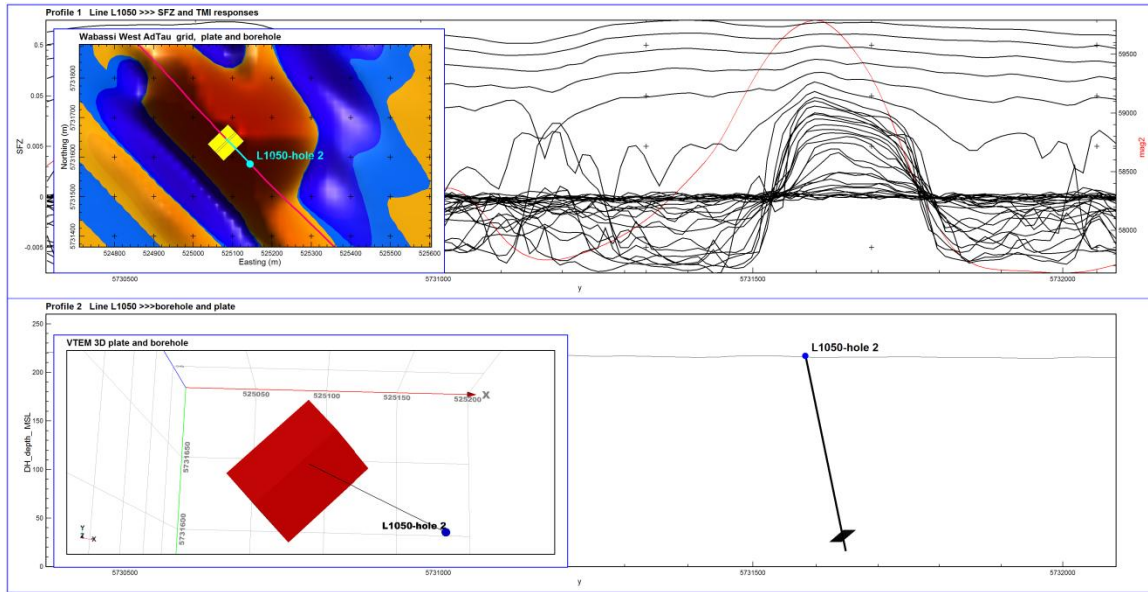 Profile 1 Line L1050 >>> SFZ and TMI responses
Wabassi West AdTau grid, plate and borehole
0.5
0.05
0.005
0
-0.005
SFZ
5731800
5731700
5731600
5731500
5731400
Northing (m)
L1050-hole 2
524800
524900
525000
525100
525200
525300
525400
525500
525600
Easting (m)
59500
59000
58500
58000
mag2
5730500
5731000
5731500
5732000
y
Profile 2 Line L1050 >>>borehole and plate
250
200
150
100
50
0
DH_depth_ MSL
VTEM 3D plate and borehole
525050
525100
525150
525200
X
5731650
5731600
L1050-hole 2
Y
Z
X
L1050-hole 2
5730500
5731000
5731500
5732000
y